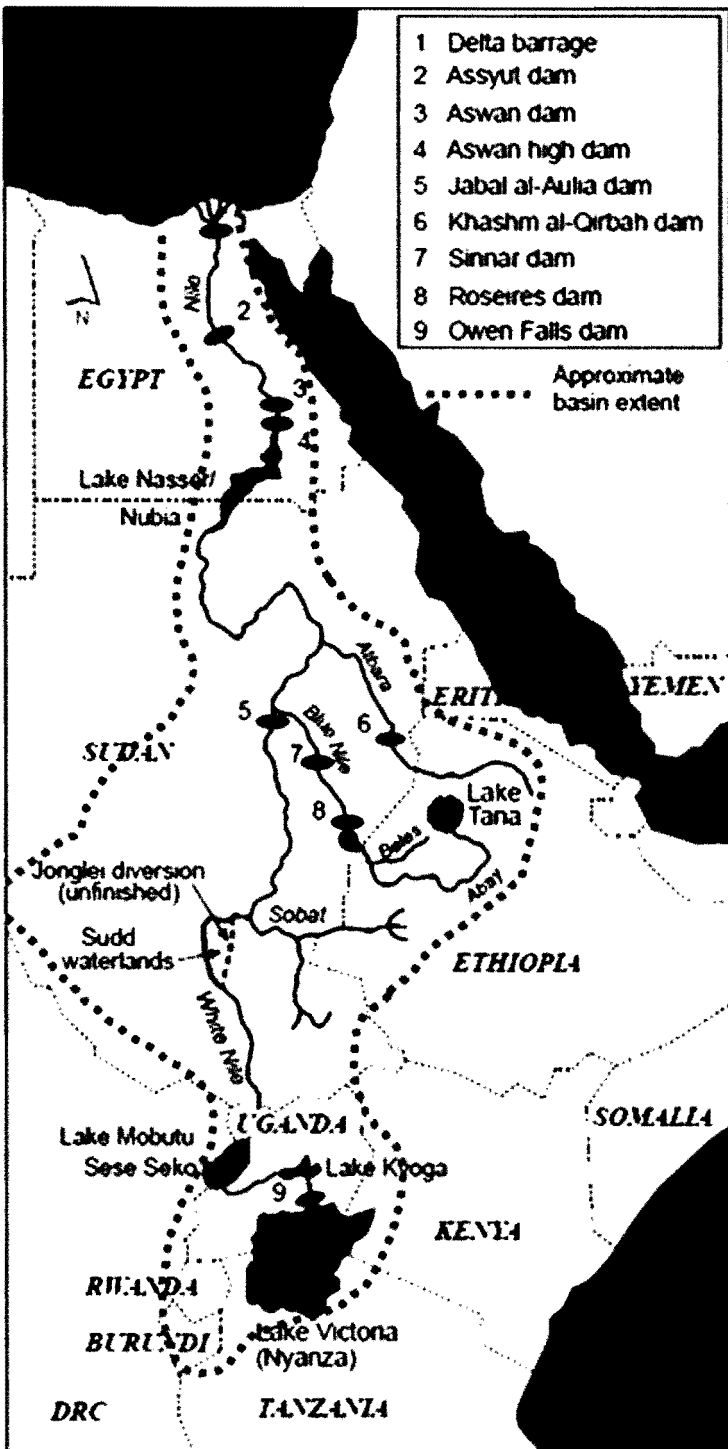 1 Delta barrage
2 Assyut dam
3 Aswan dam
4 Aswan high dam
5 Jabal al-Aulia dam
6 Khashm al-Qirbah dam
7 Sinnar dam
8 Roseires dam
9 Owen Falls dam
Approximate
basin extent
N
Nile
2
EGYPT
3
4
Lake Nasser/
Nubia
Atbara
ERIT
YEMEN
5
Blue Nile
6
SUDAN
7
Lake
Tana
8
Beles
Abay
Jonglei diversion
(unfinished)
Sobat
Sudd
waterlands
ETHIOPIA
White Nile
UGANDA
SOMALIA
Lake Mobutu
Sese Seko
Lake Kyoga
9
KENYA
RWANDA
BURUNDI
Lake Victoria
(Nyanza)
DRC
TANZANIA